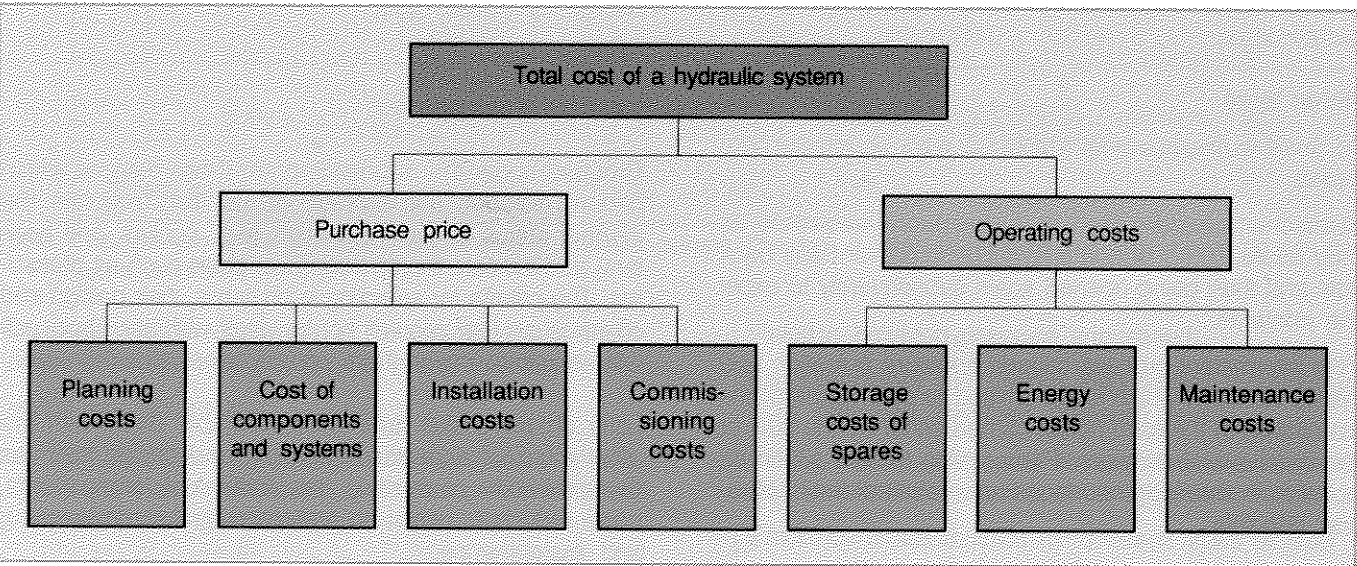 Total cost of a hydraulic system
Purchase price
Operating costs
Planning
costs
Cost of
components
and systems
Installation
costs
Commis-
sioning
costs
Storage
costs of
spares
Energy
costs
Maintenance
costs